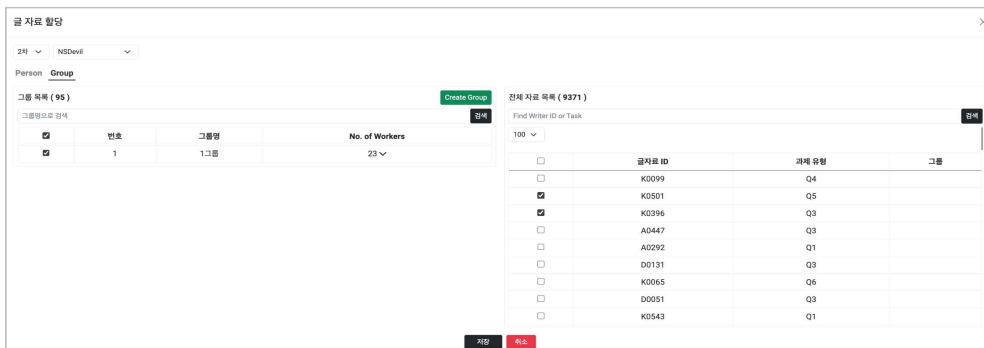 글 자료 할당
2차 NSDevil
Person Group
그룹 목록 ( 95 ) Create Group
그룹명으로 검색 검색
번호 그룹명 No. of Workers
1 1그룹 23
전체 자료 목록 ( 9371 )
Find Writer ID or Task 검색
100
글자료 ID 과제 유형 그룹
K0099 Q4
K0501 Q5
K0396 Q3
A0447 Q3
A0292 Q1
D0131 Q3
K0065 Q6
D0051 Q3
K0543 Q1
저장 취소